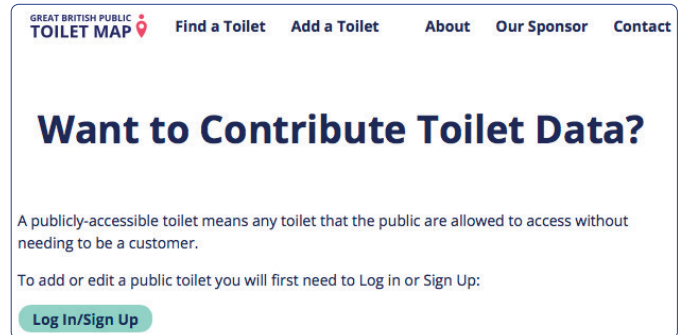 GREAT BRITISH PUBLIC
TOILET MAP
Find a Toilet
Add a Toilet
About
Our Sponsor
Contact
Want to Contribute Toilet Data?
A publicly-accessible toilet means any toilet that the public are allowed to access without
needing to be a customer.
To add or edit a public toilet you will first need to Log in or Sign Up:
Log In/Sign Up